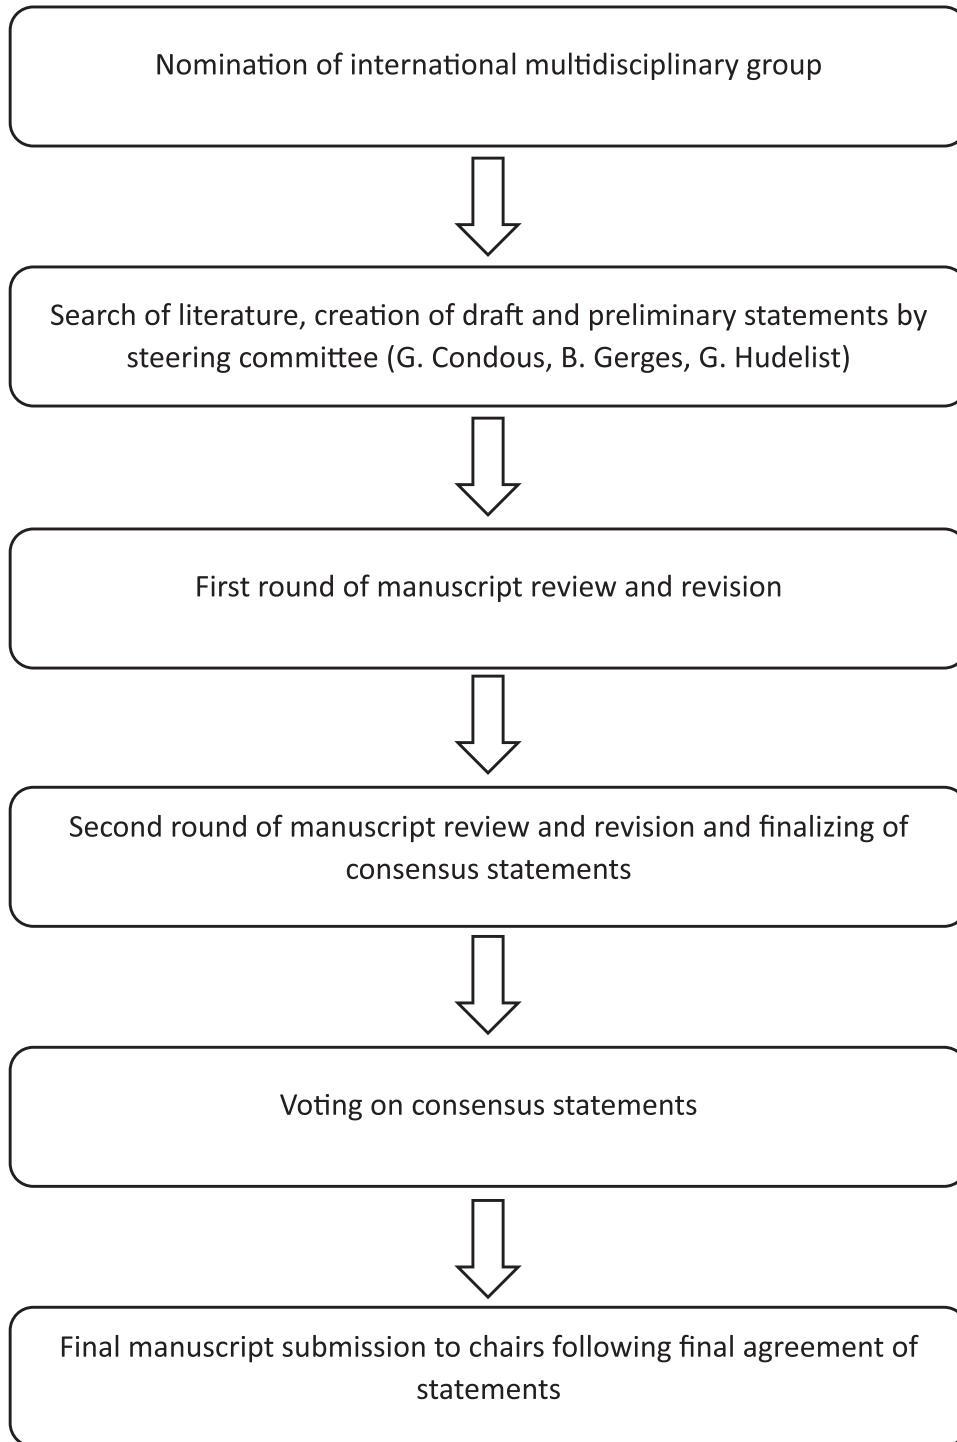 Nomination of international multidisciplinary group
Search of literature, creation of draft and preliminary statements by
steering committee (G. Condous, B. Gerges, G. Hudelist)
First round of manuscript review and revision
Second round of manuscript review and revision and finalizing of
consensus statements
Voting on consensus statements
Final manuscript submission to chairs following final agreement of
statements